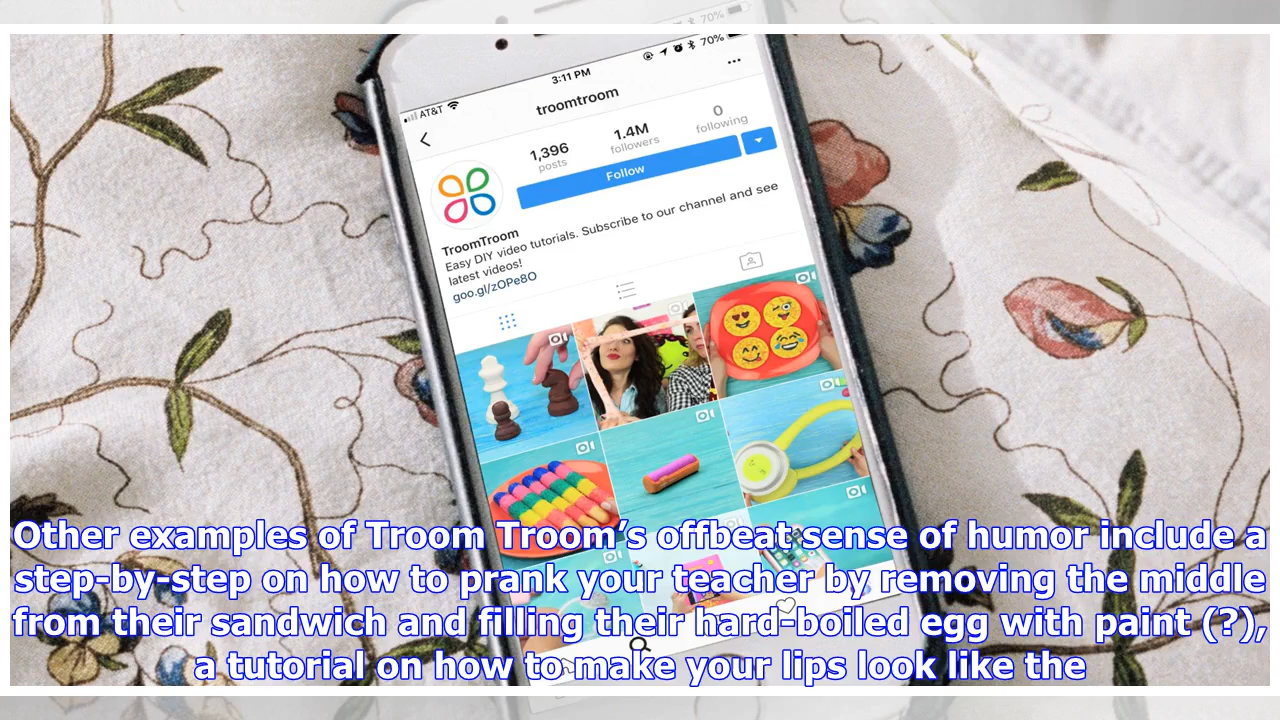 70%
3:11 PM
70%
AT&T
troomtroom
1,396
1.4M
0
posts
followers
following
Follow
TroomTroom
Easy DIY video tutorials. Subscribe to our channel and see
latest videos!
goo.gl/zOPe8O
Other examples of Troom Troom’s offbeat sense of humor include a
step-by-step on how to prank your teacher by removing the middle
from their sandwich and filling their hard-boiled egg with paint (?),
a tutorial on how to make your lips look like the